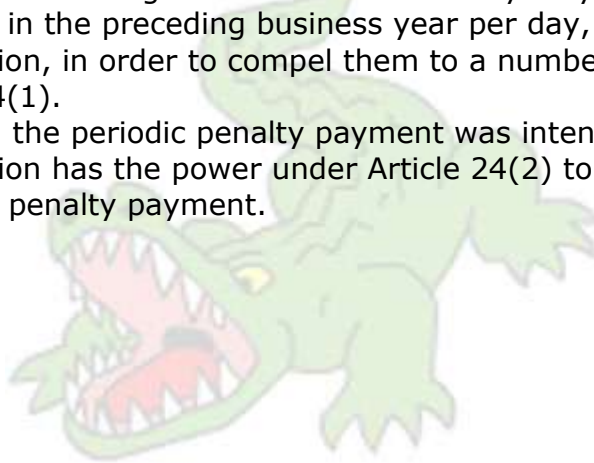 in the preceding business year per day,
ion, in order to compel them to a numbe
4(1).
the periodic penalty payment was inten
ion has the power under Article 24(2) to
penalty payment.